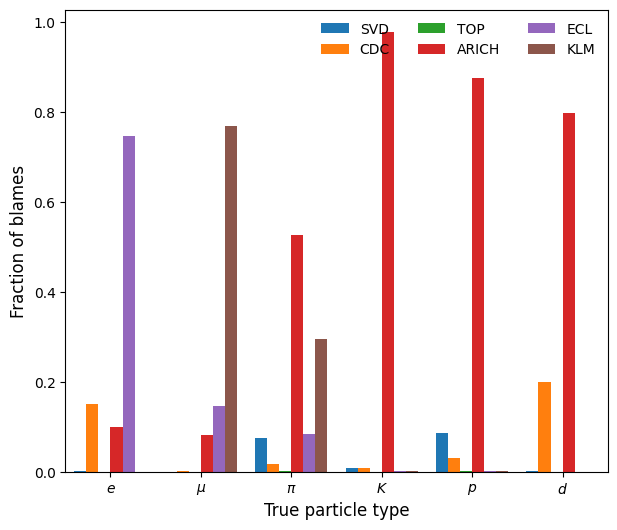 1.0
0.8
0.6
0.4
0.2
0.0
Fraction of blames
SVD TOP ECL
CDC ARICH KLM
e μ π K p d
True particle type